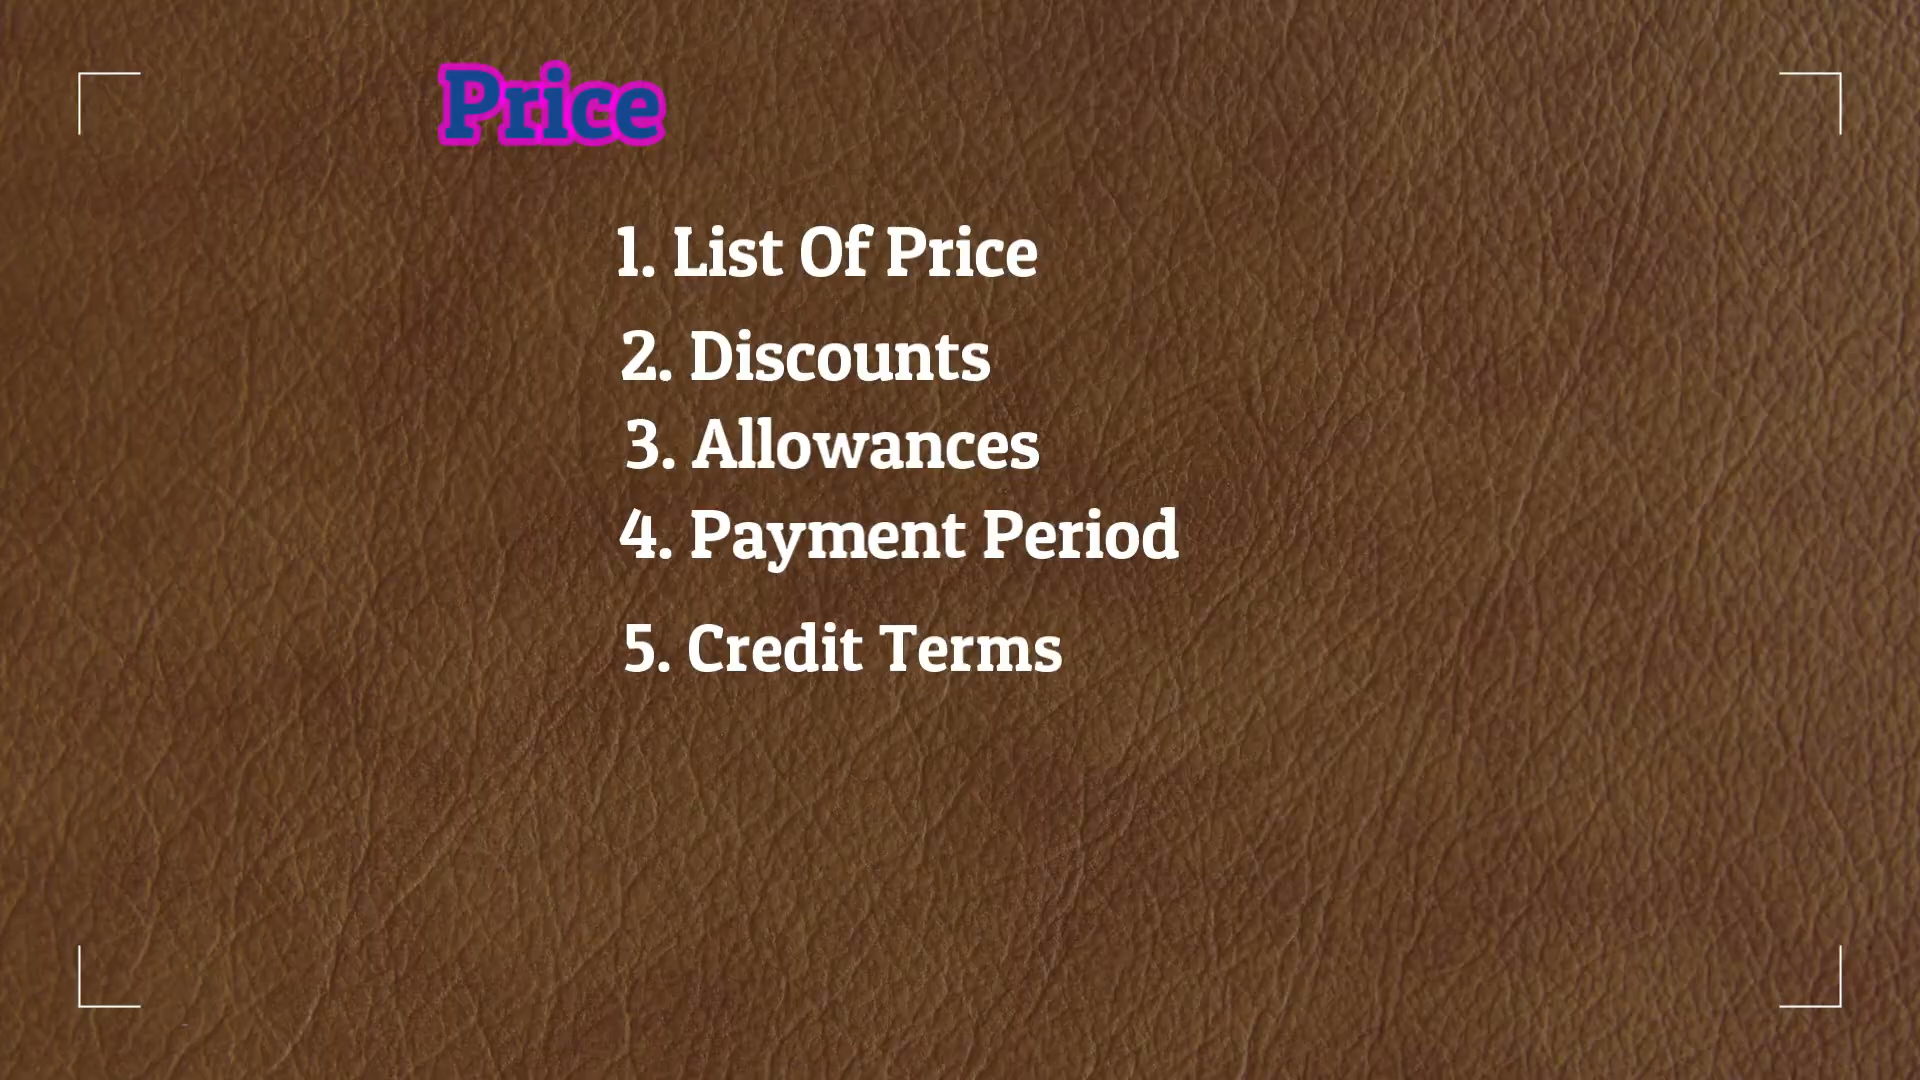 Price
1. List Of Price
2. Discounts
3. Allowances
4. Payment Period
5. Credit Terms